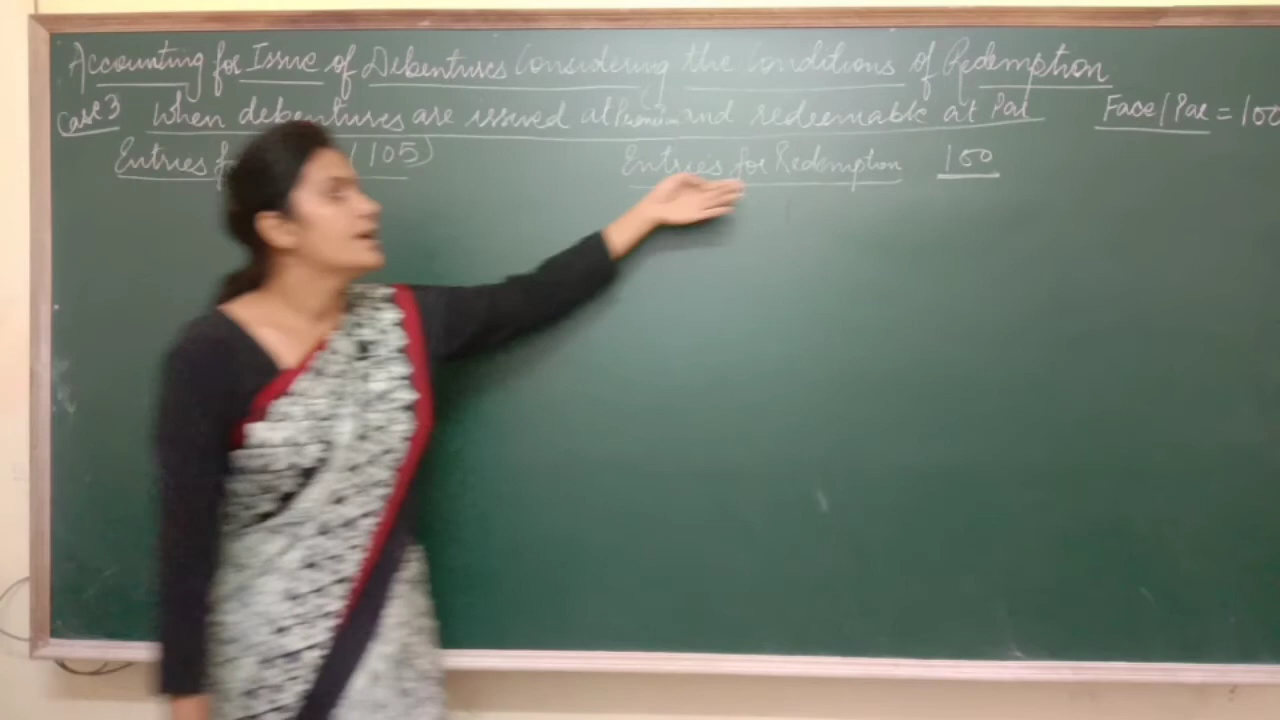 Accounting for Issue of Debentures Considering the Conditions of Redemption
Case 3 When debentures are issued at Premium and redeemable at Par Face/Par = 100
Entries f (105) Entries for Redemption 100